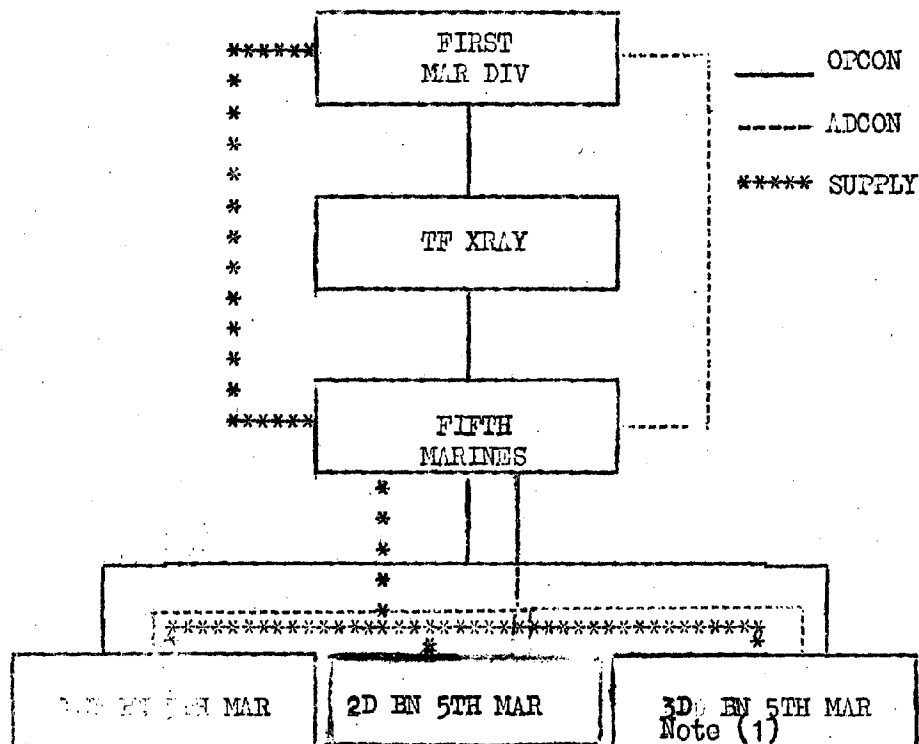 FIRST
MAR DIV
OPCON
ADCON
SUPPLY
TF XRAY
FIFTH
MARINES
MAR
2D BN 5TH MAR
3D BN 5TH MAR
Note (1)